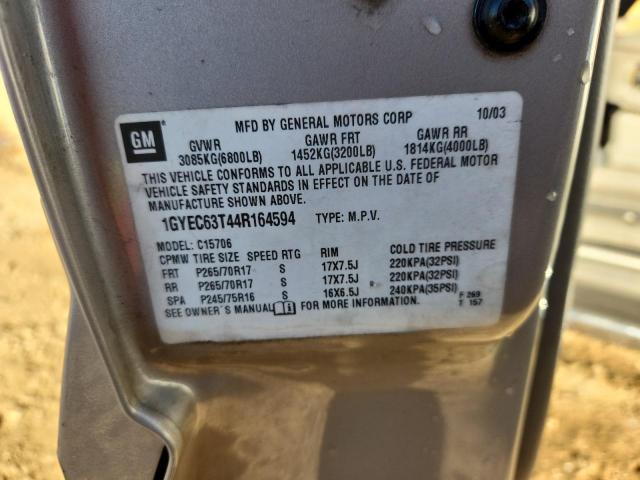 GM
MFD BY GENERAL MOTORS CORP 10/03
GVWR GAWR FRT GAWR RR
3085KG(6800LB) 1452KG(3200LB) 1814KG(4000LB)
THIS VEHICLE CONFORMS TO ALL APPLICABLE U.S. FEDERAL MOTOR
VEHICLE SAFETY STANDARDS IN EFFECT ON THE DATE OF
MANUFACTURE SHOWN ABOVE.
1GYEC63T44R164594 TYPE: M.P.V.
MODEL: C15706
CPMW TIRE SIZE SPEED RTG RIM COLD TIRE PRESSURE
FRT P265/70R17 S 17X7.5J 220KPA(32PSI)
RR P265/70R17 S 17X7.5J 220KPA(32PSI)
SPA P245/75R16 S 16X6.5J 240KPA(35PSI) F 269
SEE OWNER'S MANUAL FOR MORE INFORMATION. T 157